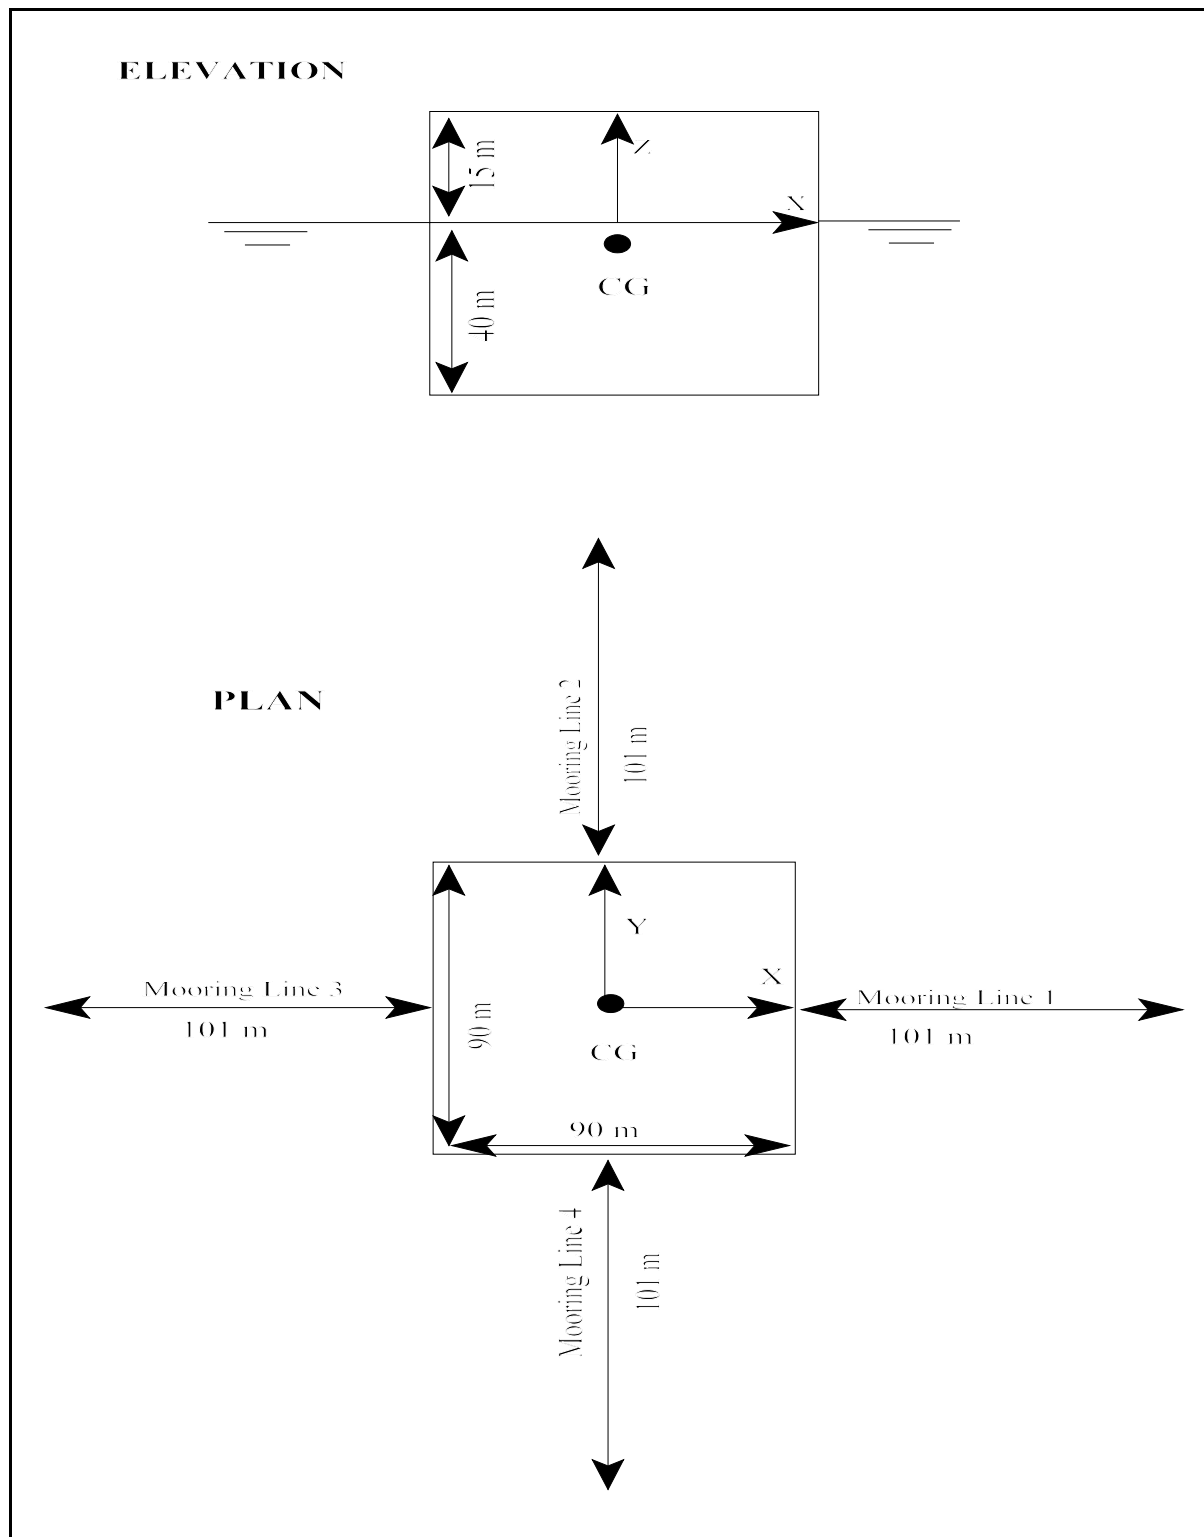 ELEVATION
15 m
Z
X
CG
40 m
Mooring Line 2
101 m
PLAN
Y
X
Mooring Line 3
101 m
90 m
CG
Mooring Line 1
101 m
90 m
Mooring Line 4
101 m